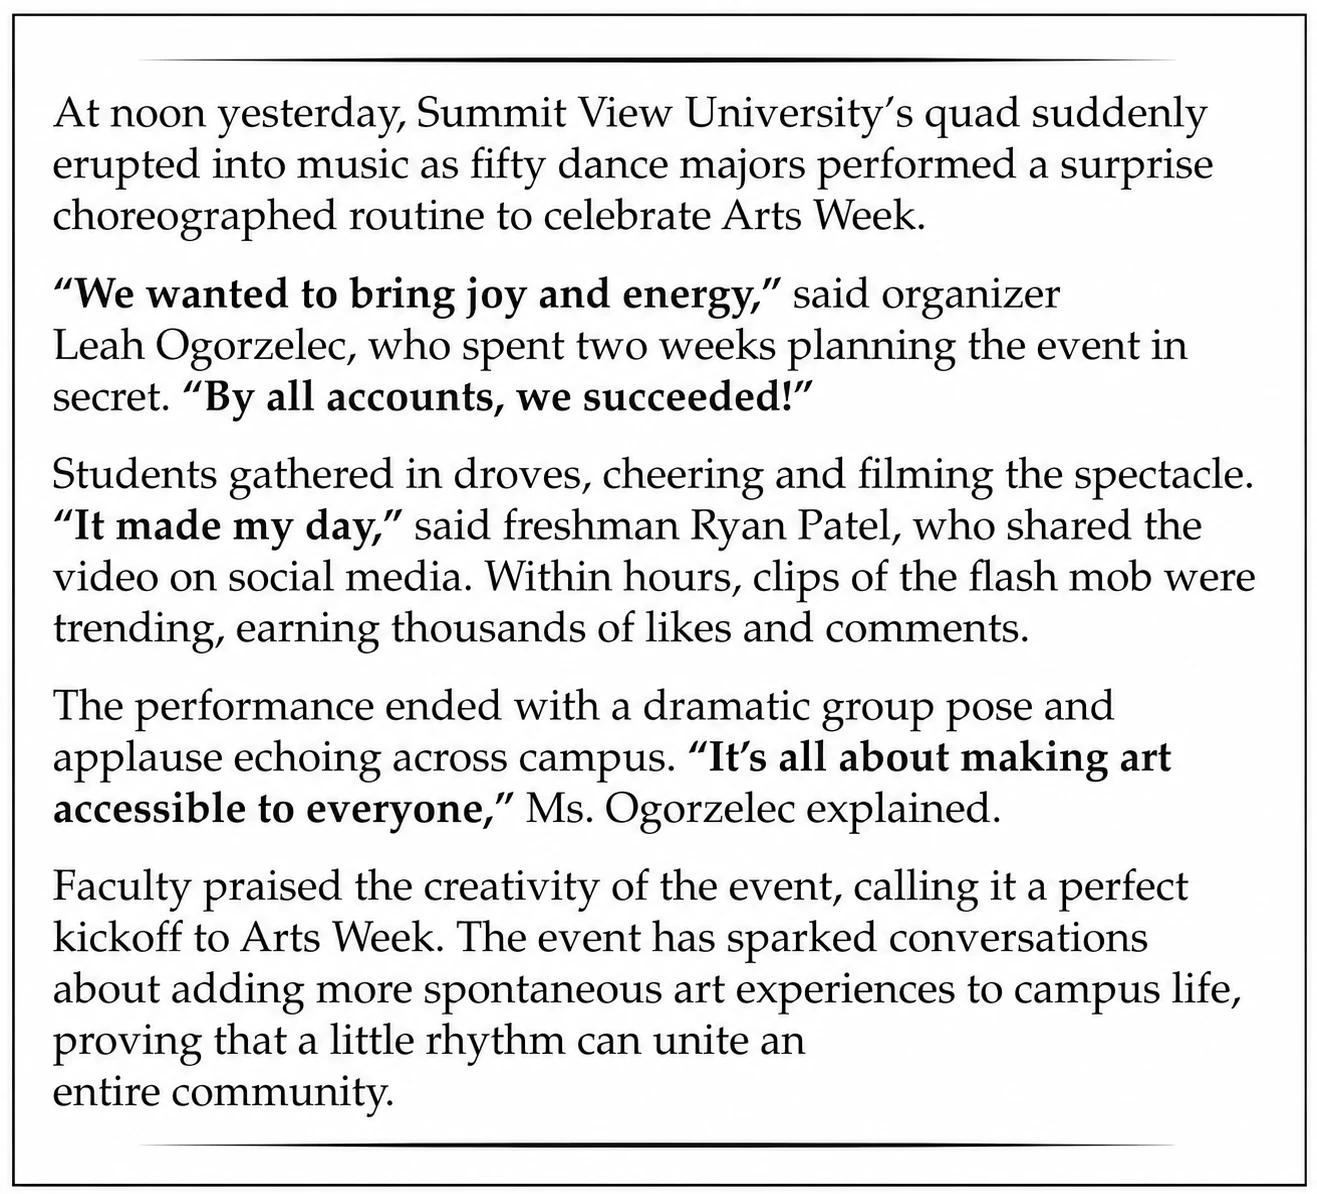 At noon yesterday, Summit View University’s quad suddenly
erupted into music as fifty dance majors performed a surprise
choreographed routine to celebrate Arts Week.
“We wanted to bring joy and energy,” said organizer
Leah Ogorzelec, who spent two weeks planning the event in
secret. “By all accounts, we succeeded!”
Students gathered in droves, cheering and filming the spectacle.
“It made my day,” said freshman Ryan Patel, who shared the
video on social media. Within hours, clips of the flash mob were
trending, earning thousands of likes and comments.
The performance ended with a dramatic group pose and
applause echoing across campus. “It’s all about making art
accessible to everyone,” Ms. Ogorzelec explained.
Faculty praised the creativity of the event, calling it a perfect
kickoff to Arts Week. The event has sparked conversations
about adding more spontaneous art experiences to campus life,
proving that a little rhythm can unite an
entire community.